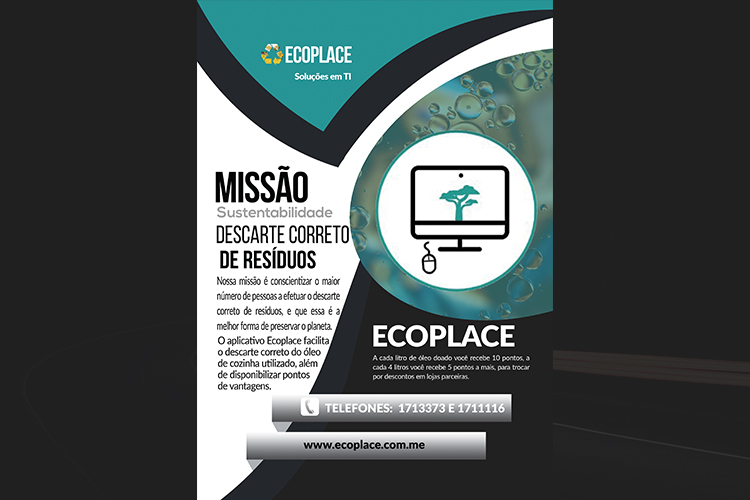 ECOPLACE
Soluções em TI
MISSÃO
Sustentabilidade
DESCARTE CORRETO
DE RESÍDUOS
Nossa missão é conscientizar o maior
número de pessoas a efetuar o descarte
correto de resíduos, e que essa é a
melhor forma de preservar o planeta.
O aplicativo Ecoplace facilita
o descarte correto do óleo
de cozinha utilizado, além
de disponibilizar pontos
de vantagens.
ECOPLACE
A cada litro de óleo doado você recebe 10 pontos, a
cada 4 litros você recebe 5 pontos a mais, para trocar
por descontos em lojas parceiras.
TELEFONES: 1713373 E 1711116
www.ecoplace.com.me